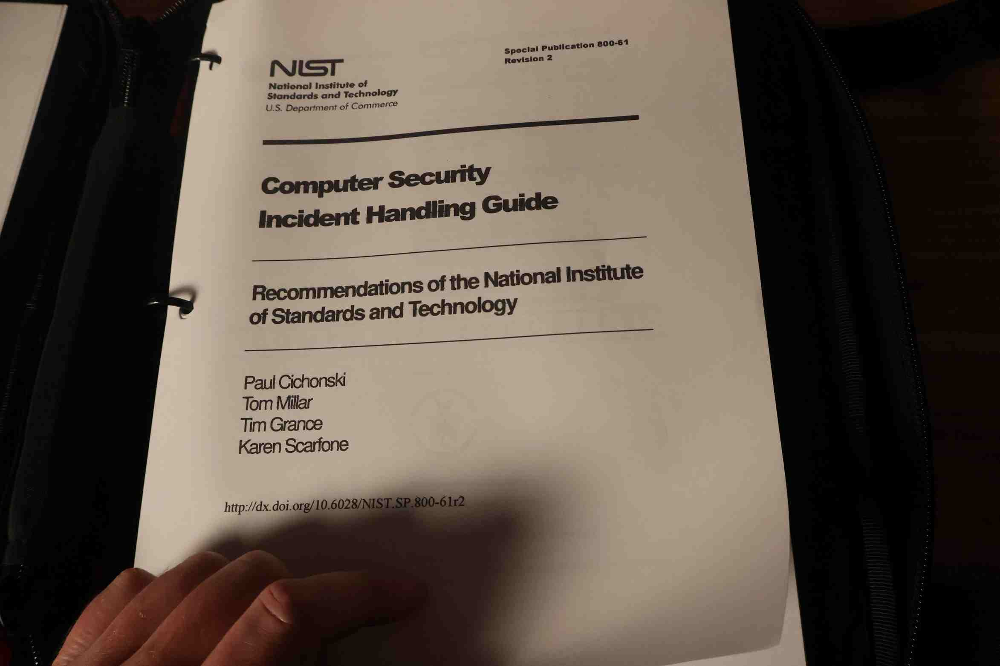 NIST
National Institute of
Standards and Technology
U.S. Department of Commerce
Special Publication 800-61
Revision 2
Computer Security
Incident Handling Guide
Recommendations of the National Institute
of Standards and Technology
Paul Cichonski
Tom Millar
Tim Grance
Karen Scarfone
http://dx.doi.org/10.6028/NIST.SP.800-61r2